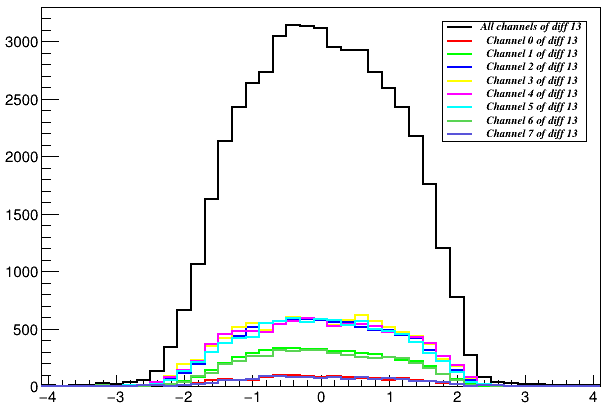 All channels of diff 13
Channel 0 of diff 13
Channel 1 of diff 13
Channel 2 of diff 13
Channel 3 of diff 13
Channel 4 of diff 13
Channel 5 of diff 13
Channel 6 of diff 13
Channel 7 of diff 13
3000
2500
2000
1500
1000
500
0
−4 −3 −2 −1 0 1 2 3 4